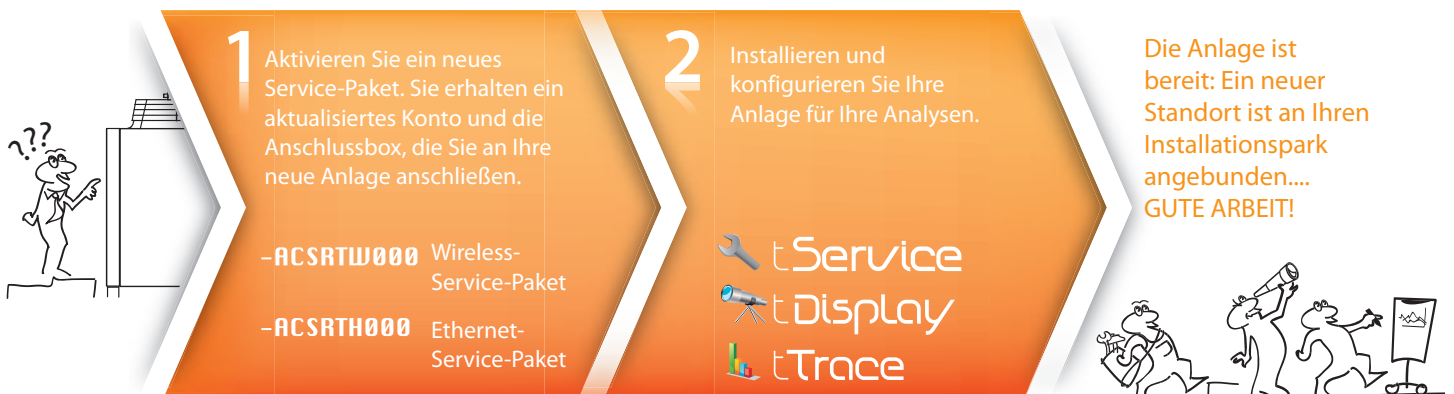 ???
1
Aktivieren Sie ein neues
Service-Paket. Sie erhalten ein
aktualisiertes Konto und die
Anschlussbox, die Sie an Ihre
neue Anlage anschließen.
-ACSRTW000 Wireless-
Service-Paket
-ACSRTH000 Ethernet-
Service-Paket
2
Installieren und
konfigurieren Sie Ihre
Anlage für Ihre Analysen.
tService
tDisplay
tTrace
Die Anlage ist
bereit: Ein neuer
Standort ist an Ihren
Installationspark
angebunden....
GUTE ARBEIT!